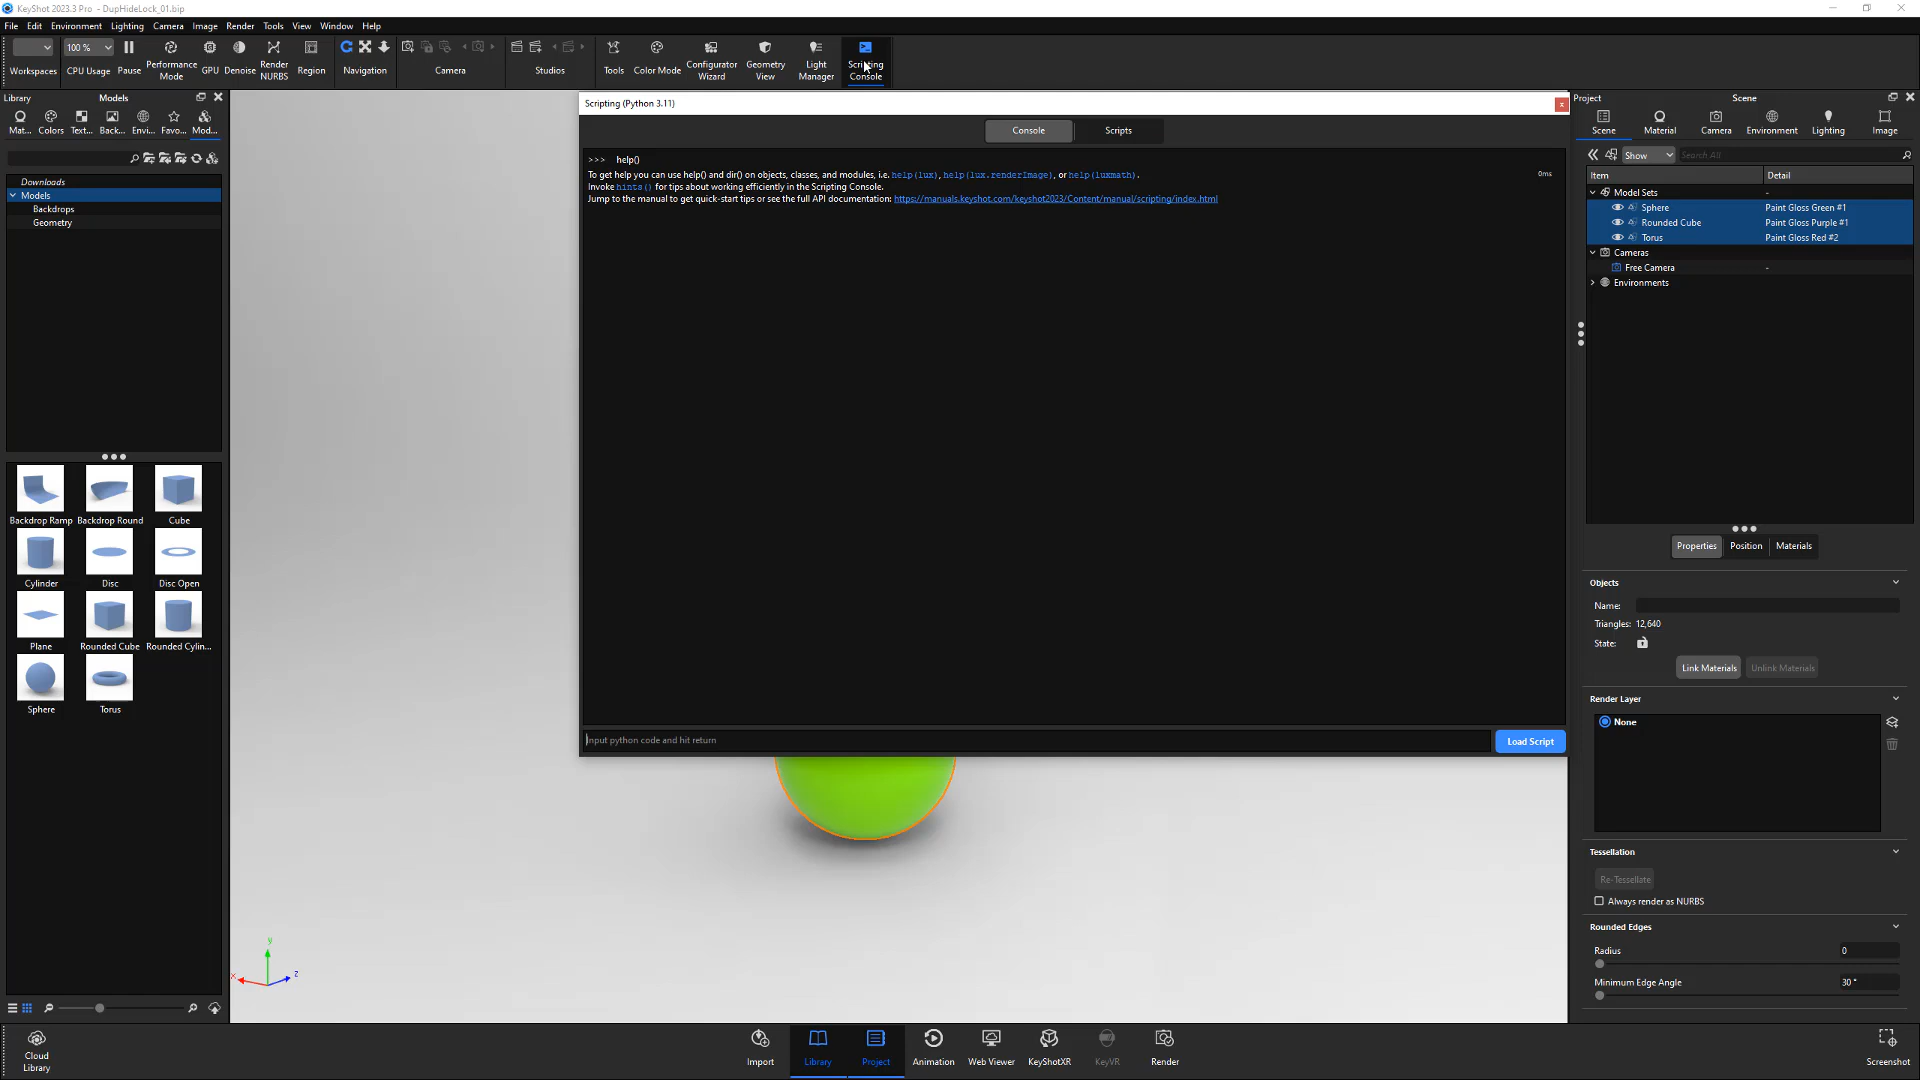 KeyShot 2023.3 Pro - DupHideLock_01.bip
File Edit Environment Lighting Camera Image Render Tools View Window Help
100 %
Workspaces CPU Usage Pause Performance Mode GPU Denoise Render NURBS Region Navigation Camera Studios Tools Color Mode Configurator Wizard Geometry View Light Manager Scripting Console
Library Models
Mat... Colors Text... Back... Envi... Favo... Mod...
Downloads
Models
Backdrops
Geometry
Backdrop Ramp Backdrop Round Cube
Cylinder Disc Disc Open
Plane Rounded Cube Rounded Cylin...
Sphere Torus
Scripting (Python 3.11)
x
Console Scripts
>>> help()
To get help you can use help() and dir() on objects, classes, and modules, i.e. help(lux), help(lux.renderImage), or help(luxmath).
0ms
Invoke hints() for tips about working efficiently in the Scripting Console.
Jump to the manual to get quick-start tips or see the full API documentation: https://manuals.keyshot.com/keyshot2023/Content/manual/scripting/index.html
Input python code and hit return
Load Script
y
x z
Project Scene
Scene Material Camera Environment Lighting Image
Show Search All
Item Detail
Model Sets -
Sphere Paint Gloss Green #1
Rounded Cube Paint Gloss Purple #1
Torus Paint Gloss Red #2
Cameras
Free Camera -
Environments
Properties Position Materials
Objects
Name:
Triangles: 12,640
State:
Link Materials Unlink Materials
Render Layer
None
Tessellation
Re-Tessellate
Always render as NURBS
Rounded Edges
Radius 0
Minimum Edge Angle 30 °
Cloud Library
Import Library Project Animation Web Viewer KeyShotXR KeyVR Render
Screenshot